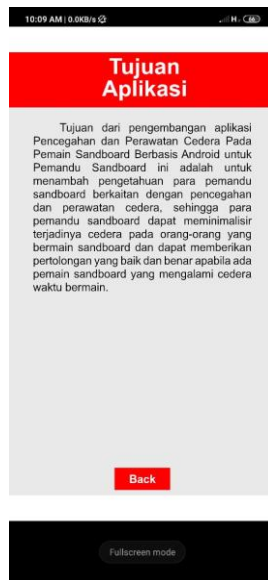 10:09 AM | 0.0KB/s
H+ 66
Tujuan
Aplikasi
Tujuan dari pengembangan aplikasi
Pencegahan dan Perawatan Cedera Pada
Pemain Sandboard Berbasis Android untuk
Pemandu Sandboard ini adalah untuk
menambah pengetahuan para pemandu
sandboard berkaitan dengan pencegahan
dan perawatan cedera, sehingga para
pemandu sandboard dapat meminimalisir
terjadinya cedera pada orang-orang yang
bermain sandboard dan dapat memberikan
pertolongan yang baik dan benar apabila ada
pemain sandboard yang mengalami cedera
waktu bermain.
Back
Fullscreen mode